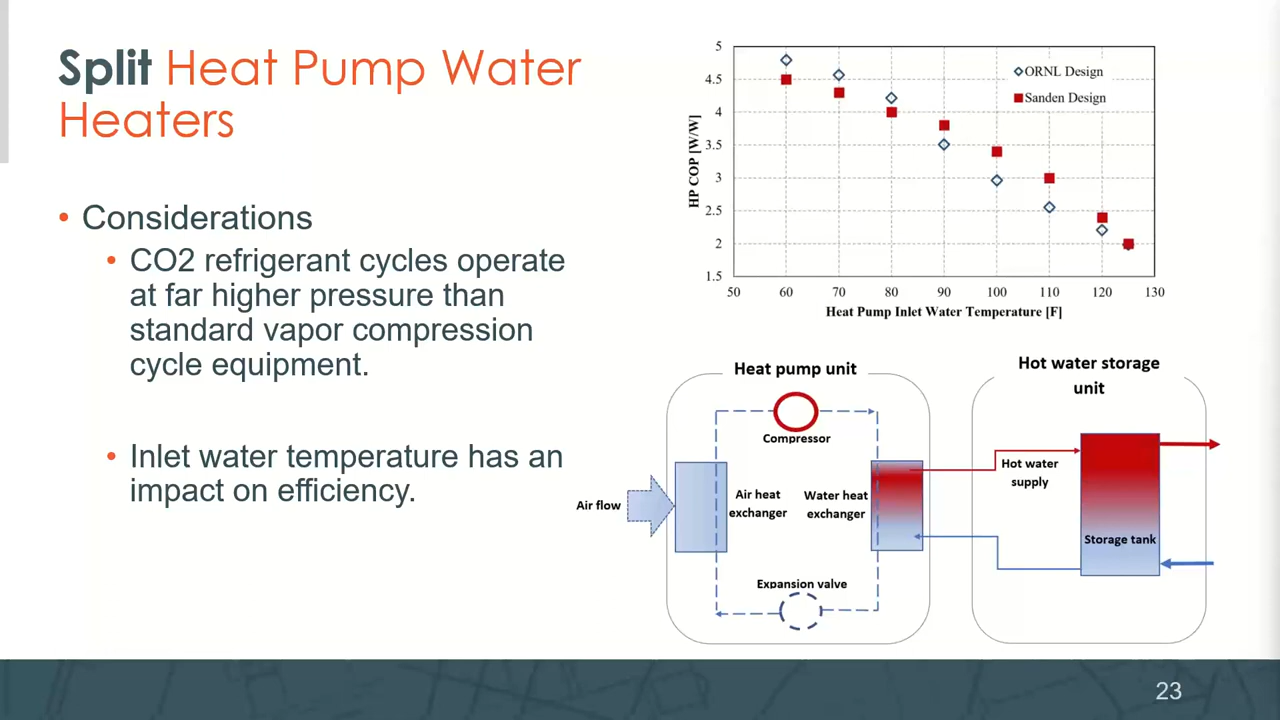 Split Heat Pump Water
Heaters
• Considerations
• CO2 refrigerant cycles operate
at far higher pressure than
standard vapor compression
cycle equipment.
• Inlet water temperature has an
impact on efficiency.
5
4.5
4
3.5
3
2.5
2
1.5
HP COP [W/W]
ORNL Design
Sanden Design
50 60 70 80 90 100 110 120 130
Heat Pump Inlet Water Temperature [F]
Heat pump unit
Compressor
Air flow
Air heat
exchanger
Water heat
exchanger
Expansion valve
Hot water storage
unit
Hot water
supply
Storage tank
23